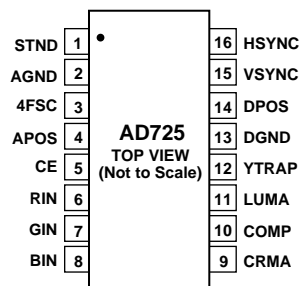 STND 1 16 HSYNC
AGND 2 15 VSYNC
4FSC 3 14 DPOS
APOS 4 AD725 13 DGND
TOP VIEW
CE 5 (Not to Scale) 12 YTRAP
RIN 6 11 LUMA
GIN 7 10 COMP
BIN 8 9 CRMA